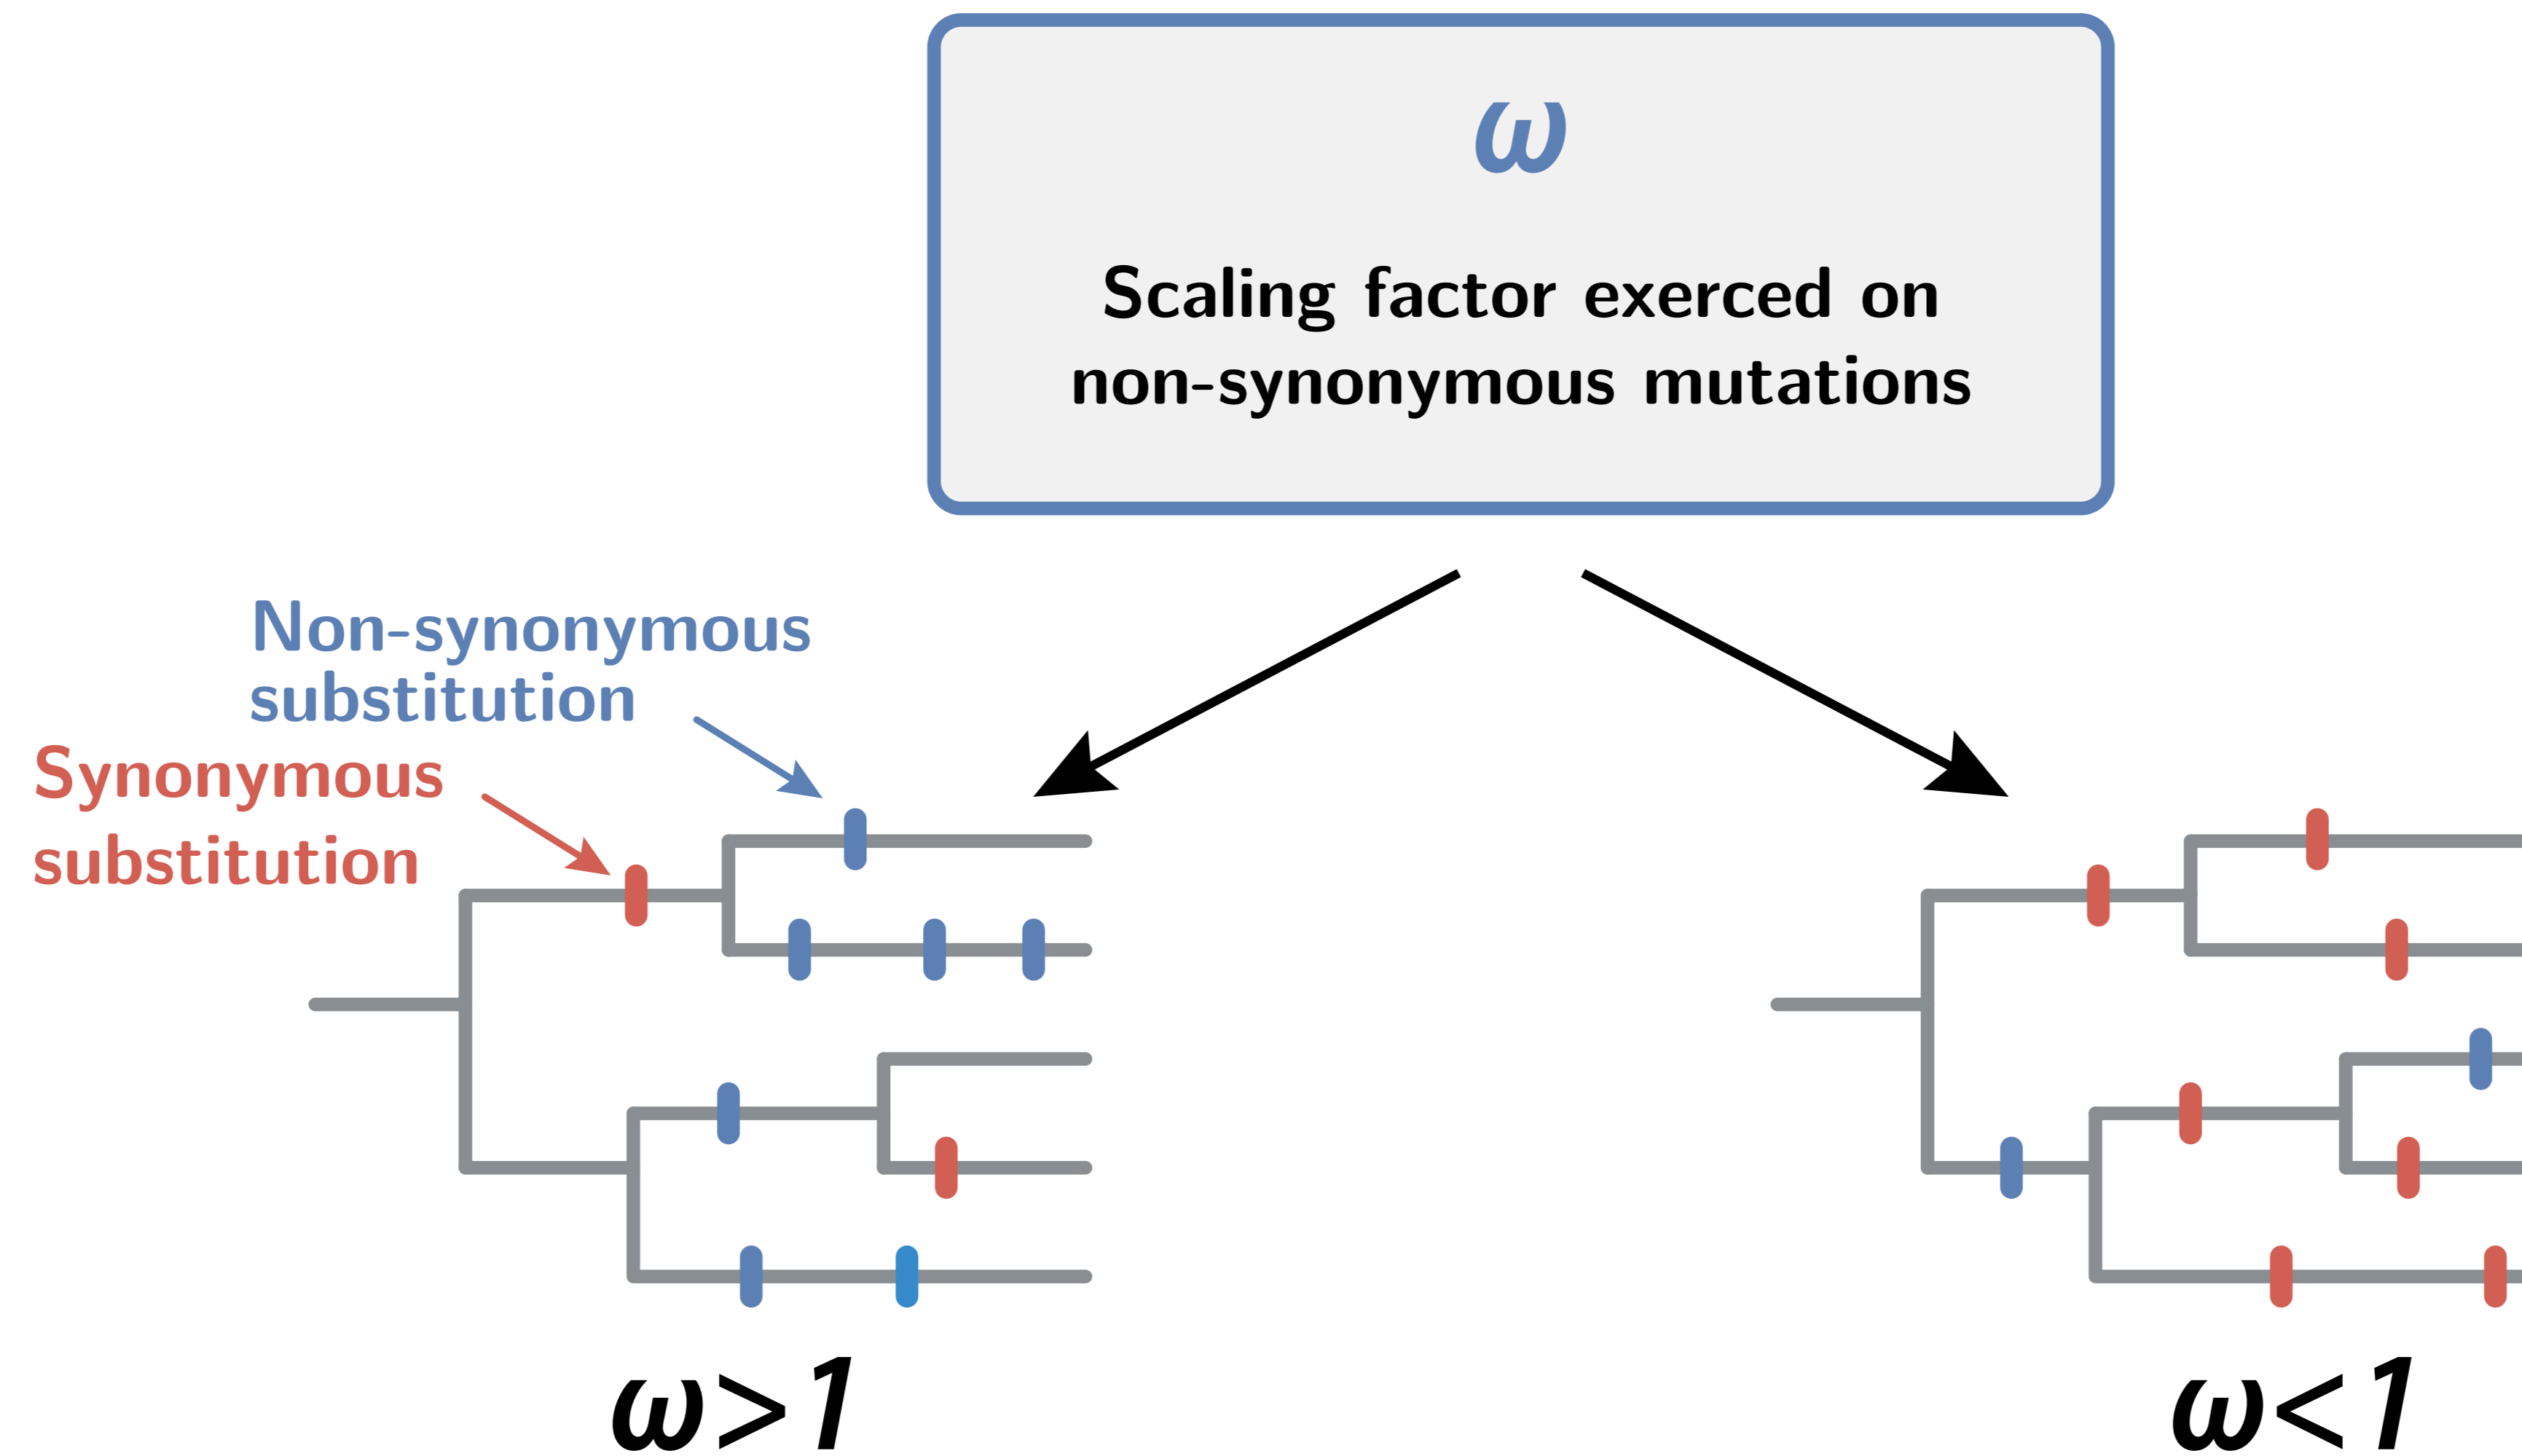 ω
Scaling factor exerced on
non-synonymous mutations
Non-synonymous
substitution
Synonymous
substitution
ω>1
ω<1